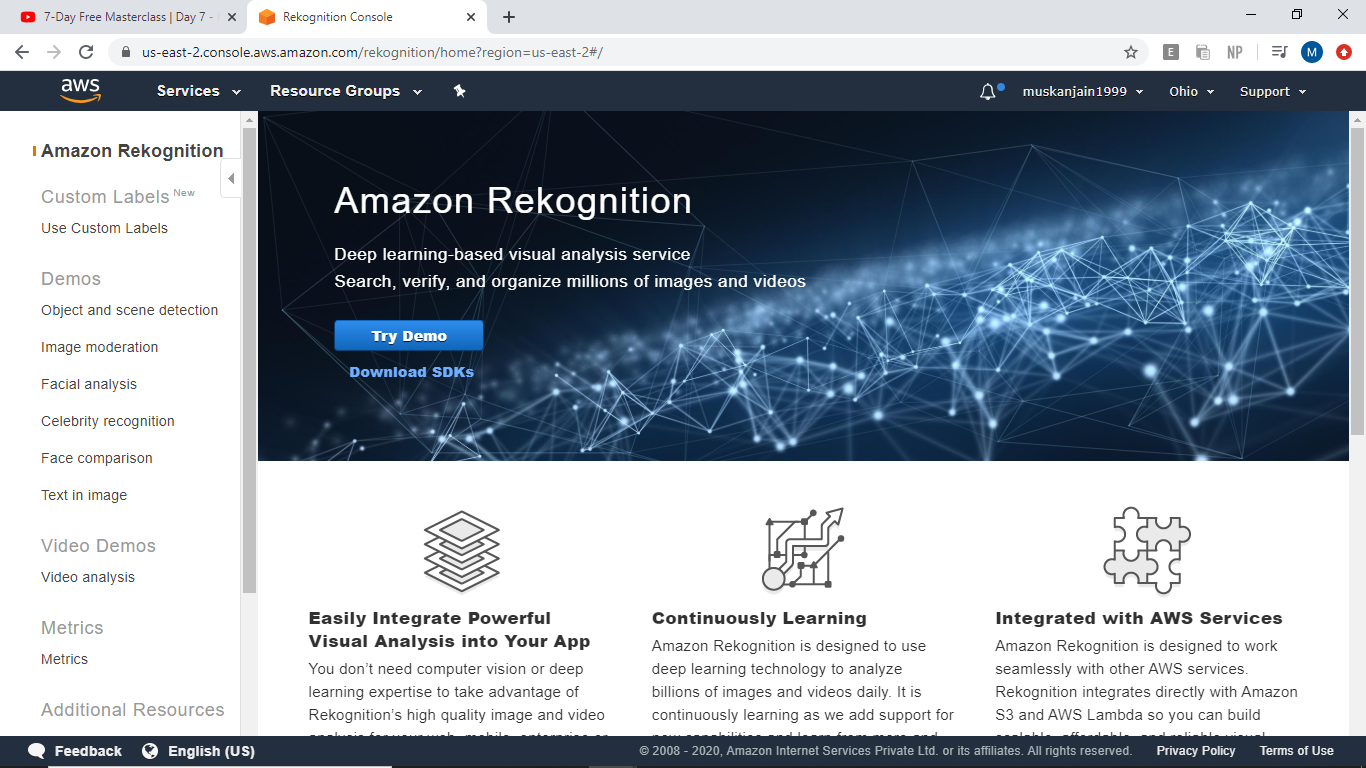 7-Day Free Masterclass | Day 7 -
Rekognition Console
us-east-2.console.aws.amazon.com/rekognition/home?region=us-east-2#/
E
NP
M
aws
Services
Resource Groups
muskanjain1999
Ohio
Support
Amazon Rekognition
Custom Labels New
Use Custom Labels
Demos
Object and scene detection
Image moderation
Facial analysis
Celebrity recognition
Face comparison
Text in image
Video Demos
Video analysis
Metrics
Metrics
Additional Resources
Amazon Rekognition
Deep learning-based visual analysis service
Search, verify, and organize millions of images and videos
Try Demo
Download SDKs
Easily Integrate Powerful
Visual Analysis into Your App
You don’t need computer vision or deep
learning expertise to take advantage of
Rekognition’s high quality image and video
Continuously Learning
Amazon Rekognition is designed to use
deep learning technology to analyze
billions of images and videos daily. It is
continuously learning as we add support for
Integrated with AWS Services
Amazon Rekognition is designed to work
seamlessly with other AWS services.
Rekognition integrates directly with Amazon
S3 and AWS Lambda so you can build
Feedback
English (US)
© 2008 - 2020, Amazon Internet Services Private Ltd. or its affiliates. All rights reserved.
Privacy Policy
Terms of Use